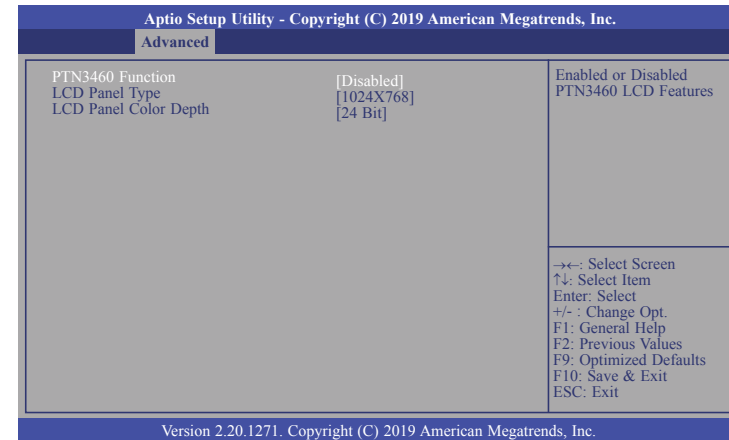 Aptio Setup Utility - Copyright (C) 2019 American Megatrends, Inc.
Advanced
PTN3460 Function [Disabled]
LCD Panel Type [1024X768]
LCD Panel Color Depth [24 Bit]
Enabled or Disabled
PTN3460 LCD Features
→←: Select Screen
↑↓: Select Item
Enter: Select
+/- : Change Opt.
F1: General Help
F2: Previous Values
F9: Optimized Defaults
F10: Save & Exit
ESC: Exit
Version 2.20.1271. Copyright (C) 2019 American Megatrends, Inc.